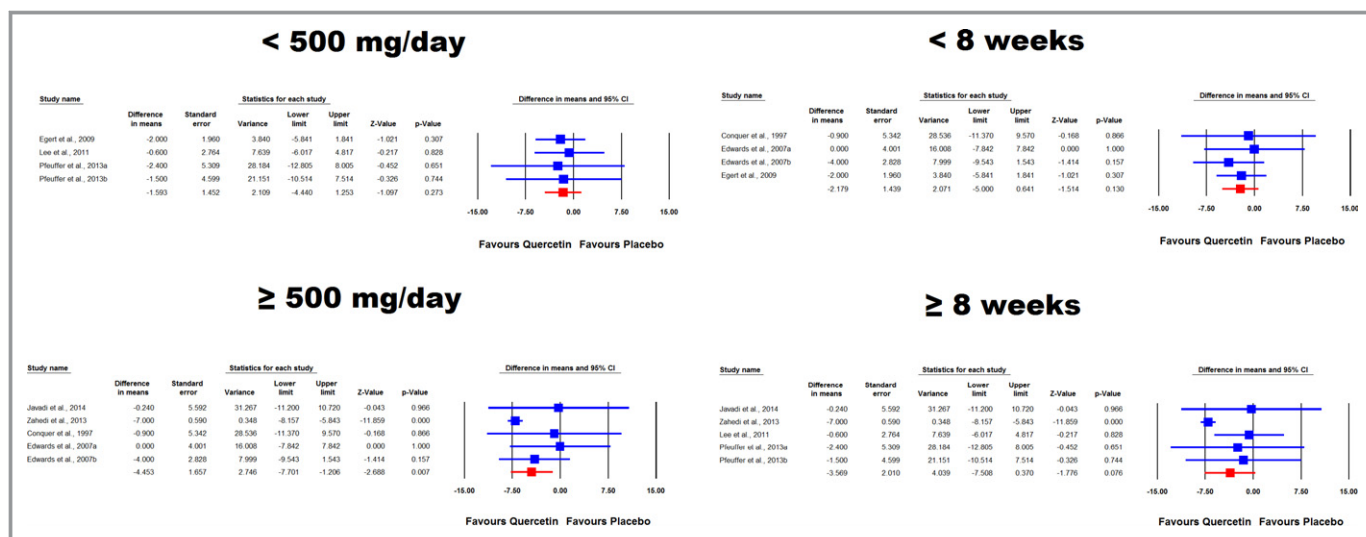 < 500 mg/day
Study name Statistics for each study Difference in means and 95% CI
Difference in means Standard error Variance Lower limit Upper limit Z-Value p-Value
Egert et al., 2009 -2.000 1.960 3.840 -5.841 1.841 -1.021 0.307
Lee et al., 2011 -0.600 2.764 7.639 -6.017 4.817 -0.217 0.828
Pfeuffer et al., 2013a -2.400 5.309 28.184 -12.805 8.005 -0.452 0.651
Pfeuffer et al., 2013b -1.500 4.599 21.151 -10.514 7.514 -0.326 0.744
-1.593 1.452 2.109 -4.440 1.253 -1.097 0.273
-15.00 -7.50 0.00 7.50 15.00
Favours Quercetin Favours Placebo
< 8 weeks
Study name Statistics for each study Difference in means and 95% CI
Difference in means Standard error Variance Lower limit Upper limit Z-Value p-Value
Conquer et al., 1997 -0.900 5.342 28.536 -11.370 9.570 -0.168 0.866
Edwards et al., 2007a 0.000 4.001 16.008 -7.842 7.842 0.000 1.000
Edwards et al., 2007b -4.000 2.828 7.999 -9.543 1.543 -1.414 0.157
Egert et al., 2009 -2.000 1.960 3.840 -5.841 1.841 -1.021 0.307
-2.179 1.439 2.071 -5.000 0.641 -1.514 0.130
-15.00 -7.50 0.00 7.50 15.00
Favours Quercetin Favours Placebo
≥ 500 mg/day
Study name Statistics for each study Difference in means and 95% CI
Difference in means Standard error Variance Lower limit Upper limit Z-Value p-Value
Javadi et al., 2014 -0.240 5.592 31.267 -11.200 10.720 -0.043 0.966
Zahedi et al., 2013 -7.000 0.590 0.348 -8.157 -5.843 -11.859 0.000
Conquer et al., 1997 -0.900 5.342 28.536 -11.370 9.570 -0.168 0.866
Edwards et al., 2007a 0.000 4.001 16.008 -7.842 7.842 0.000 1.000
Edwards et al., 2007b -4.000 2.828 7.999 -9.543 1.543 -1.414 0.157
-4.453 1.657 2.746 -7.701 -1.206 -2.688 0.007
-15.00 -7.50 0.00 7.50 15.00
Favours Quercetin Favours Placebo
≥ 8 weeks
Study name Statistics for each study Difference in means and 95% CI
Difference in means Standard error Variance Lower limit Upper limit Z-Value p-Value
Javadi et al., 2014 -0.240 5.592 31.267 -11.200 10.720 -0.043 0.966
Zahedi et al., 2013 -7.000 0.590 0.348 -8.157 -5.843 -11.859 0.000
Lee et al., 2011 -0.600 2.764 7.639 -6.017 4.817 -0.217 0.828
Pfeuffer et al., 2013a -2.400 5.309 28.184 -12.805 8.005 -0.452 0.651
Pfeuffer et al., 2013b -1.500 4.599 21.151 -10.514 7.514 -0.326 0.744
-3.569 2.010 4.039 -7.508 0.370 -1.776 0.076
-15.00 -7.50 0.00 7.50 15.00
Favours Quercetin Favours Placebo